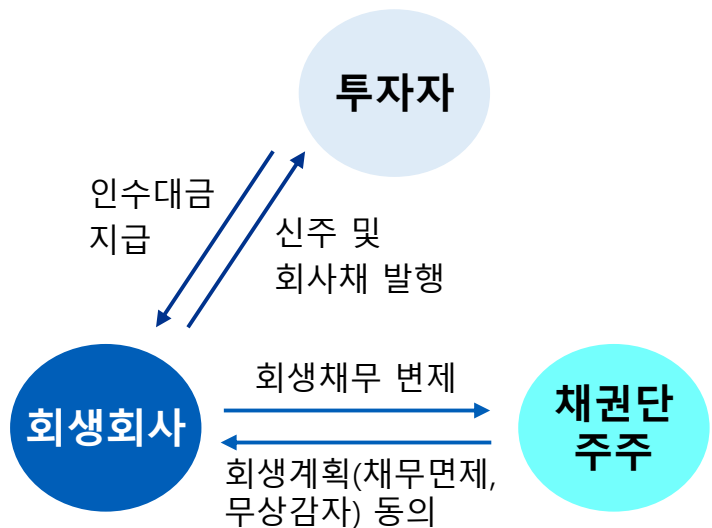 투자자
인수대금
지급
신주 및
회사채 발행
회생회사
회생채무 변제
채권단
주주
회생계획(채무면제,
무상감자) 동의